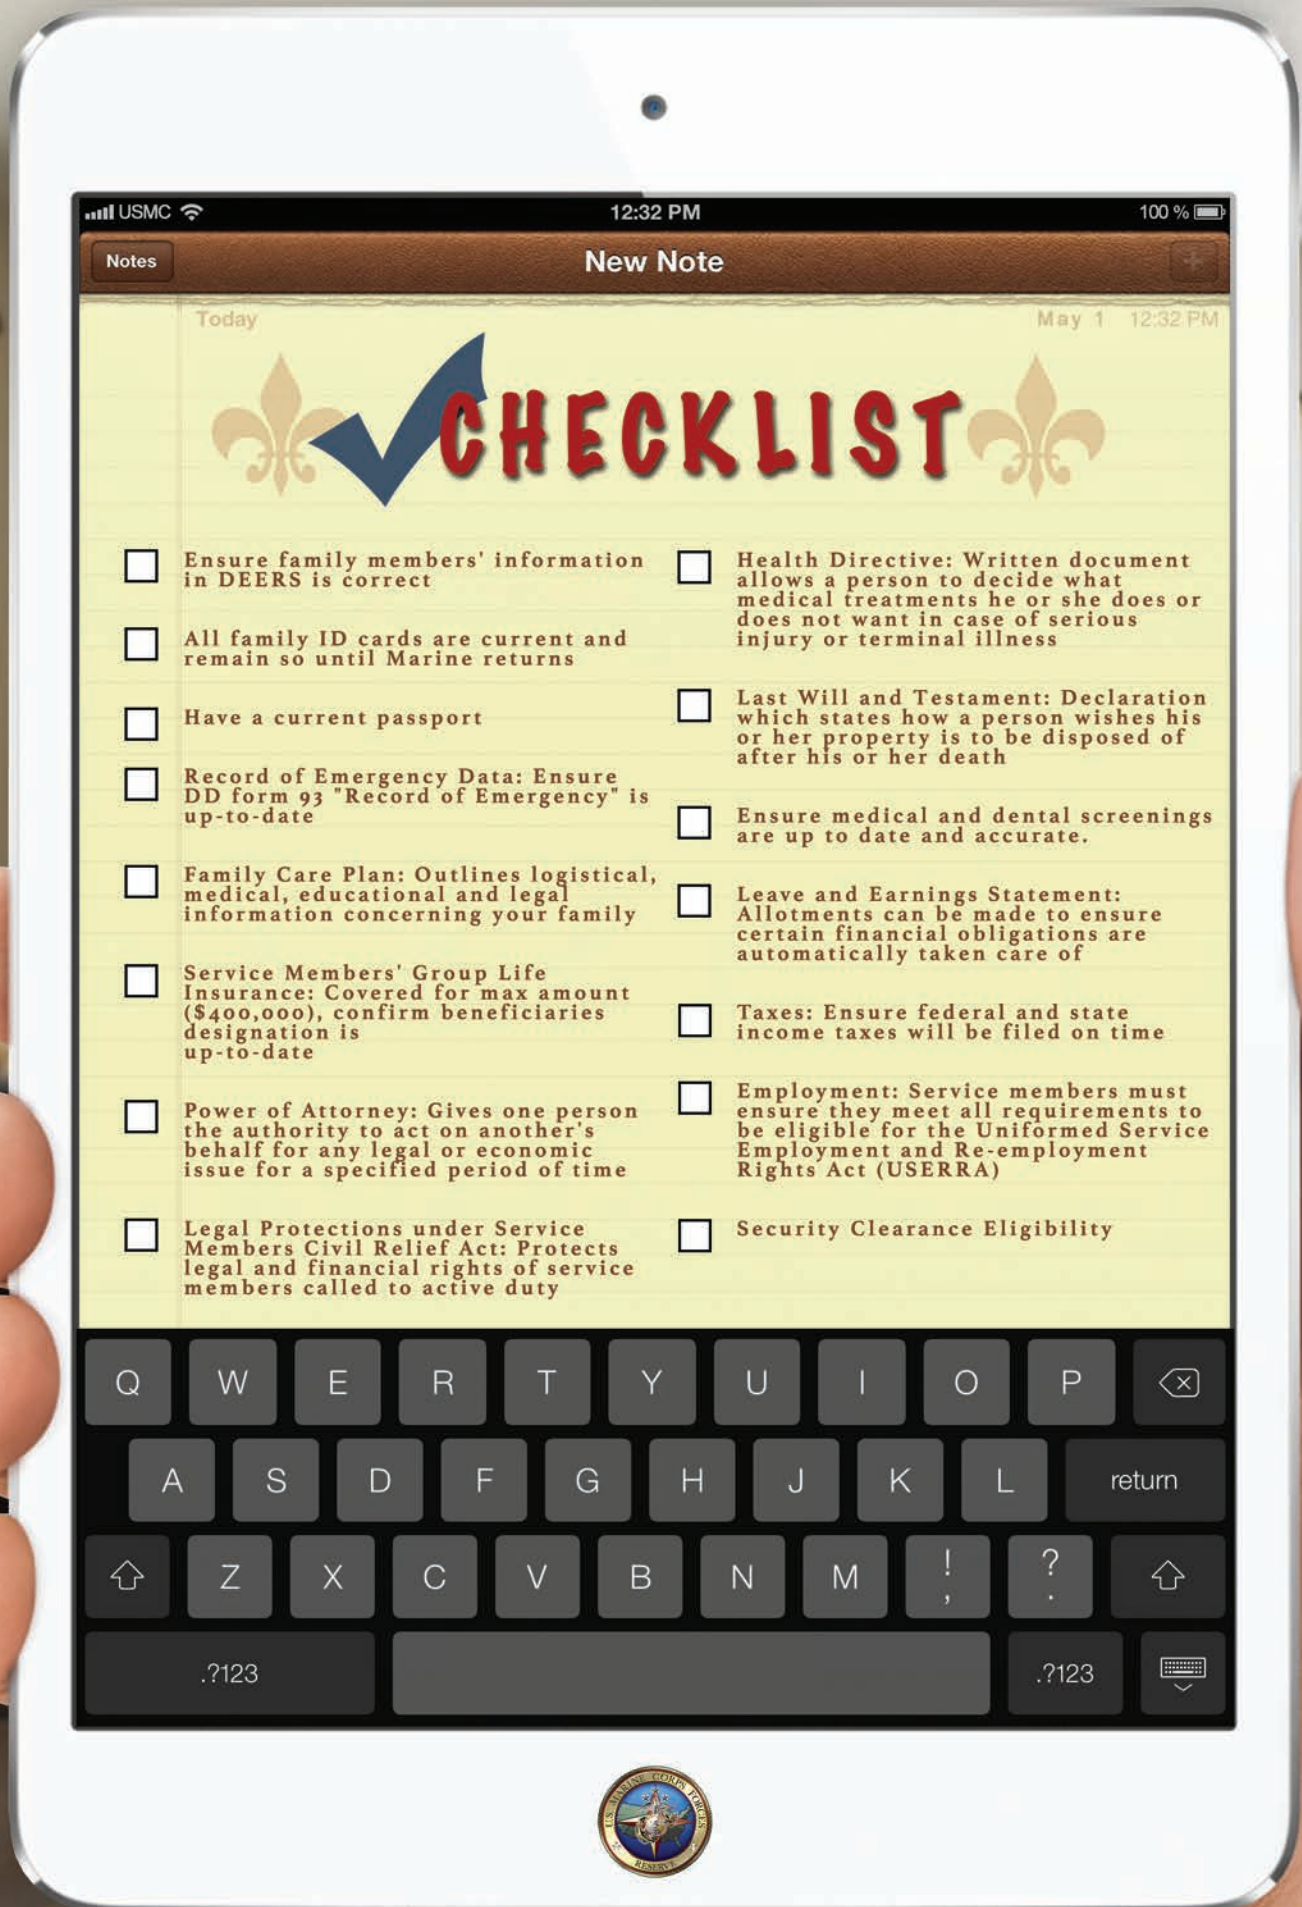 USMC
12:32 PM
100 %
Notes
New Note
+
Today
May 1 12:32 PM
CHECKLIST
Ensure family members' information
in DEERS is correct
All family ID cards are current and
remain so until Marine returns
Have a current passport
Record of Emergency Data: Ensure
DD form 93 "Record of Emergency" is
up-to-date
Family Care Plan: Outlines logistical,
medical, educational and legal
information concerning your family
Service Members' Group Life
Insurance: Covered for max amount
($400,000), confirm beneficiaries
designation is
up-to-date
Power of Attorney: Gives one person
the authority to act on another's
behalf for any legal or economic
issue for a specified period of time
Legal Protections under Service
Members Civil Relief Act: Protects
legal and financial rights of service
members called to active duty
Health Directive: Written document
allows a person to decide what
medical treatments he or she does or
does not want in case of serious
injury or terminal illness
Last Will and Testament: Declaration
which states how a person wishes his
or her property is to be disposed of
after his or her death
Ensure medical and dental screenings
are up to date and accurate.
Leave and Earnings Statement:
Allotments can be made to ensure
certain financial obligations are
automatically taken care of
Taxes: Ensure federal and state
income taxes will be filed on time
Employment: Service members must
ensure they meet all requirements to
be eligible for the Uniformed Service
Employment and Re-employment
Rights Act (USERRA)
Security Clearance Eligibility
Q W E R T Y U I O P
A S D F G H J K L return
Z X C V B N M ! , ? .
.?123 .?123
U.S. MARINE CORPS FORCES
RESERVE